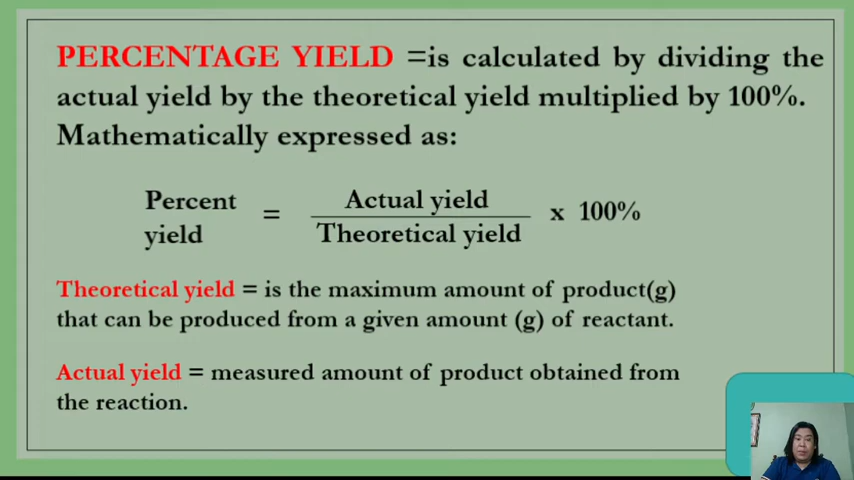 PERCENTAGE YIELD =is calculated by dividing the
actual yield by the theoretical yield multiplied by 100%.
Mathematically expressed as:
Percent yield = Actual yield / Theoretical yield x 100%
Theoretical yield = is the maximum amount of product(g)
that can be produced from a given amount (g) of reactant.
Actual yield = measured amount of product obtained from
the reaction.